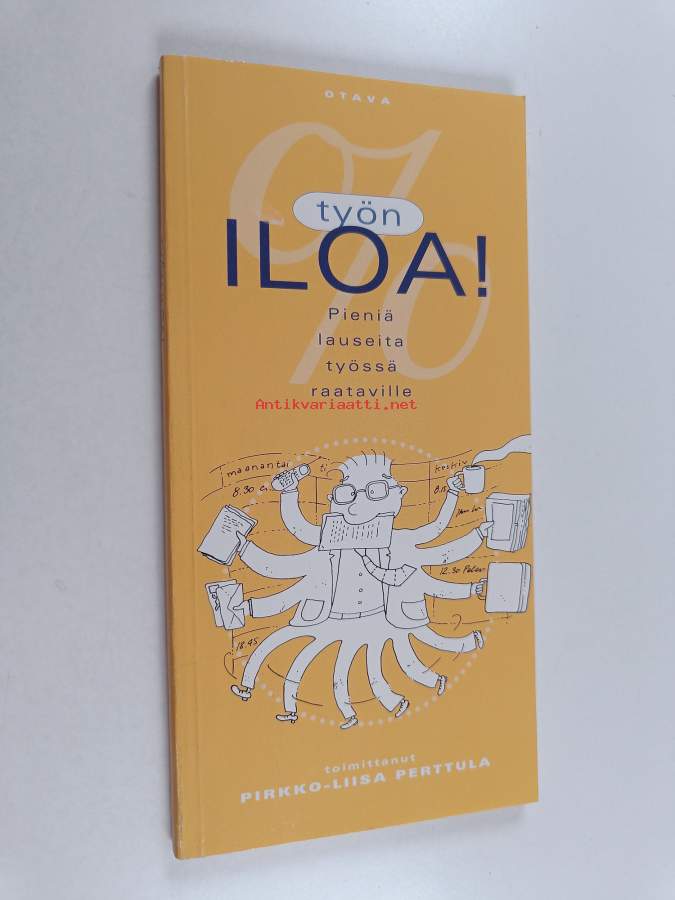 OTAVA
%
työn
ILOA!
Pieniä
lauseita
työssä
raataville
Antikvariaatti.net
maanantai ti keskiv
8.30
12.30
18.45
toimittanut
PIRKKO-LIISA PERTTULA